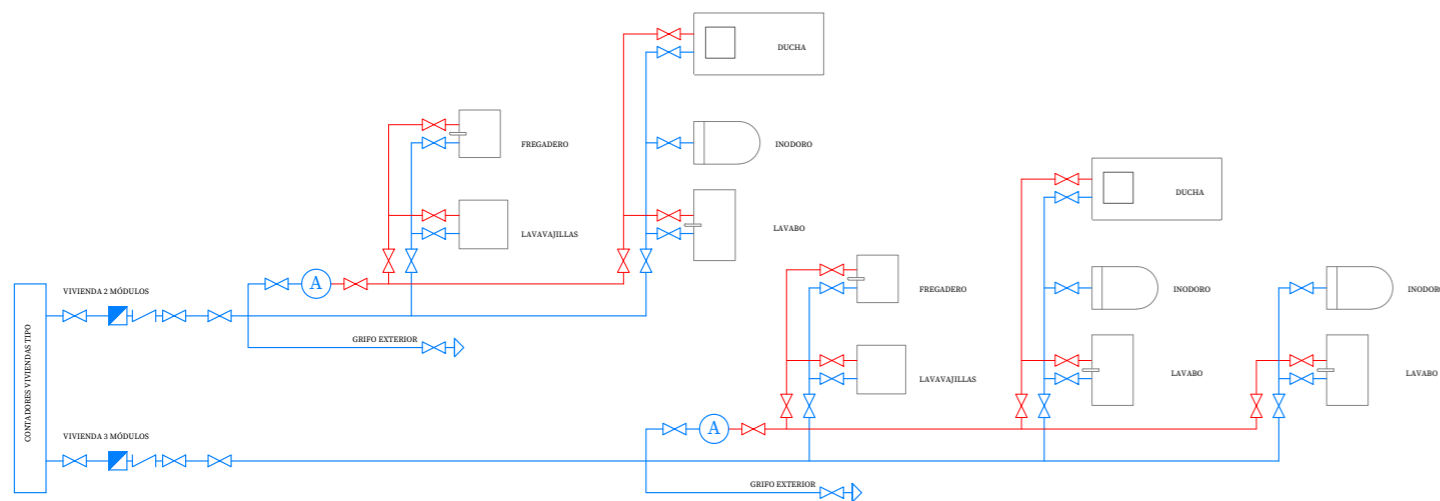 DUCHA
FREGADERO
INODORO
LAVAVAJILLAS
LAVABO
VIVIENDA 2 MÓDULOS
A
GRIFO EXTERIOR
CONTADORES VIVIENDAS TIPO
DUCHA
FREGADERO
INODORO
INODORO
LAVAVAJILLAS
LAVABO
LAVABO
VIVIENDA 3 MÓDULOS
A
GRIFO EXTERIOR